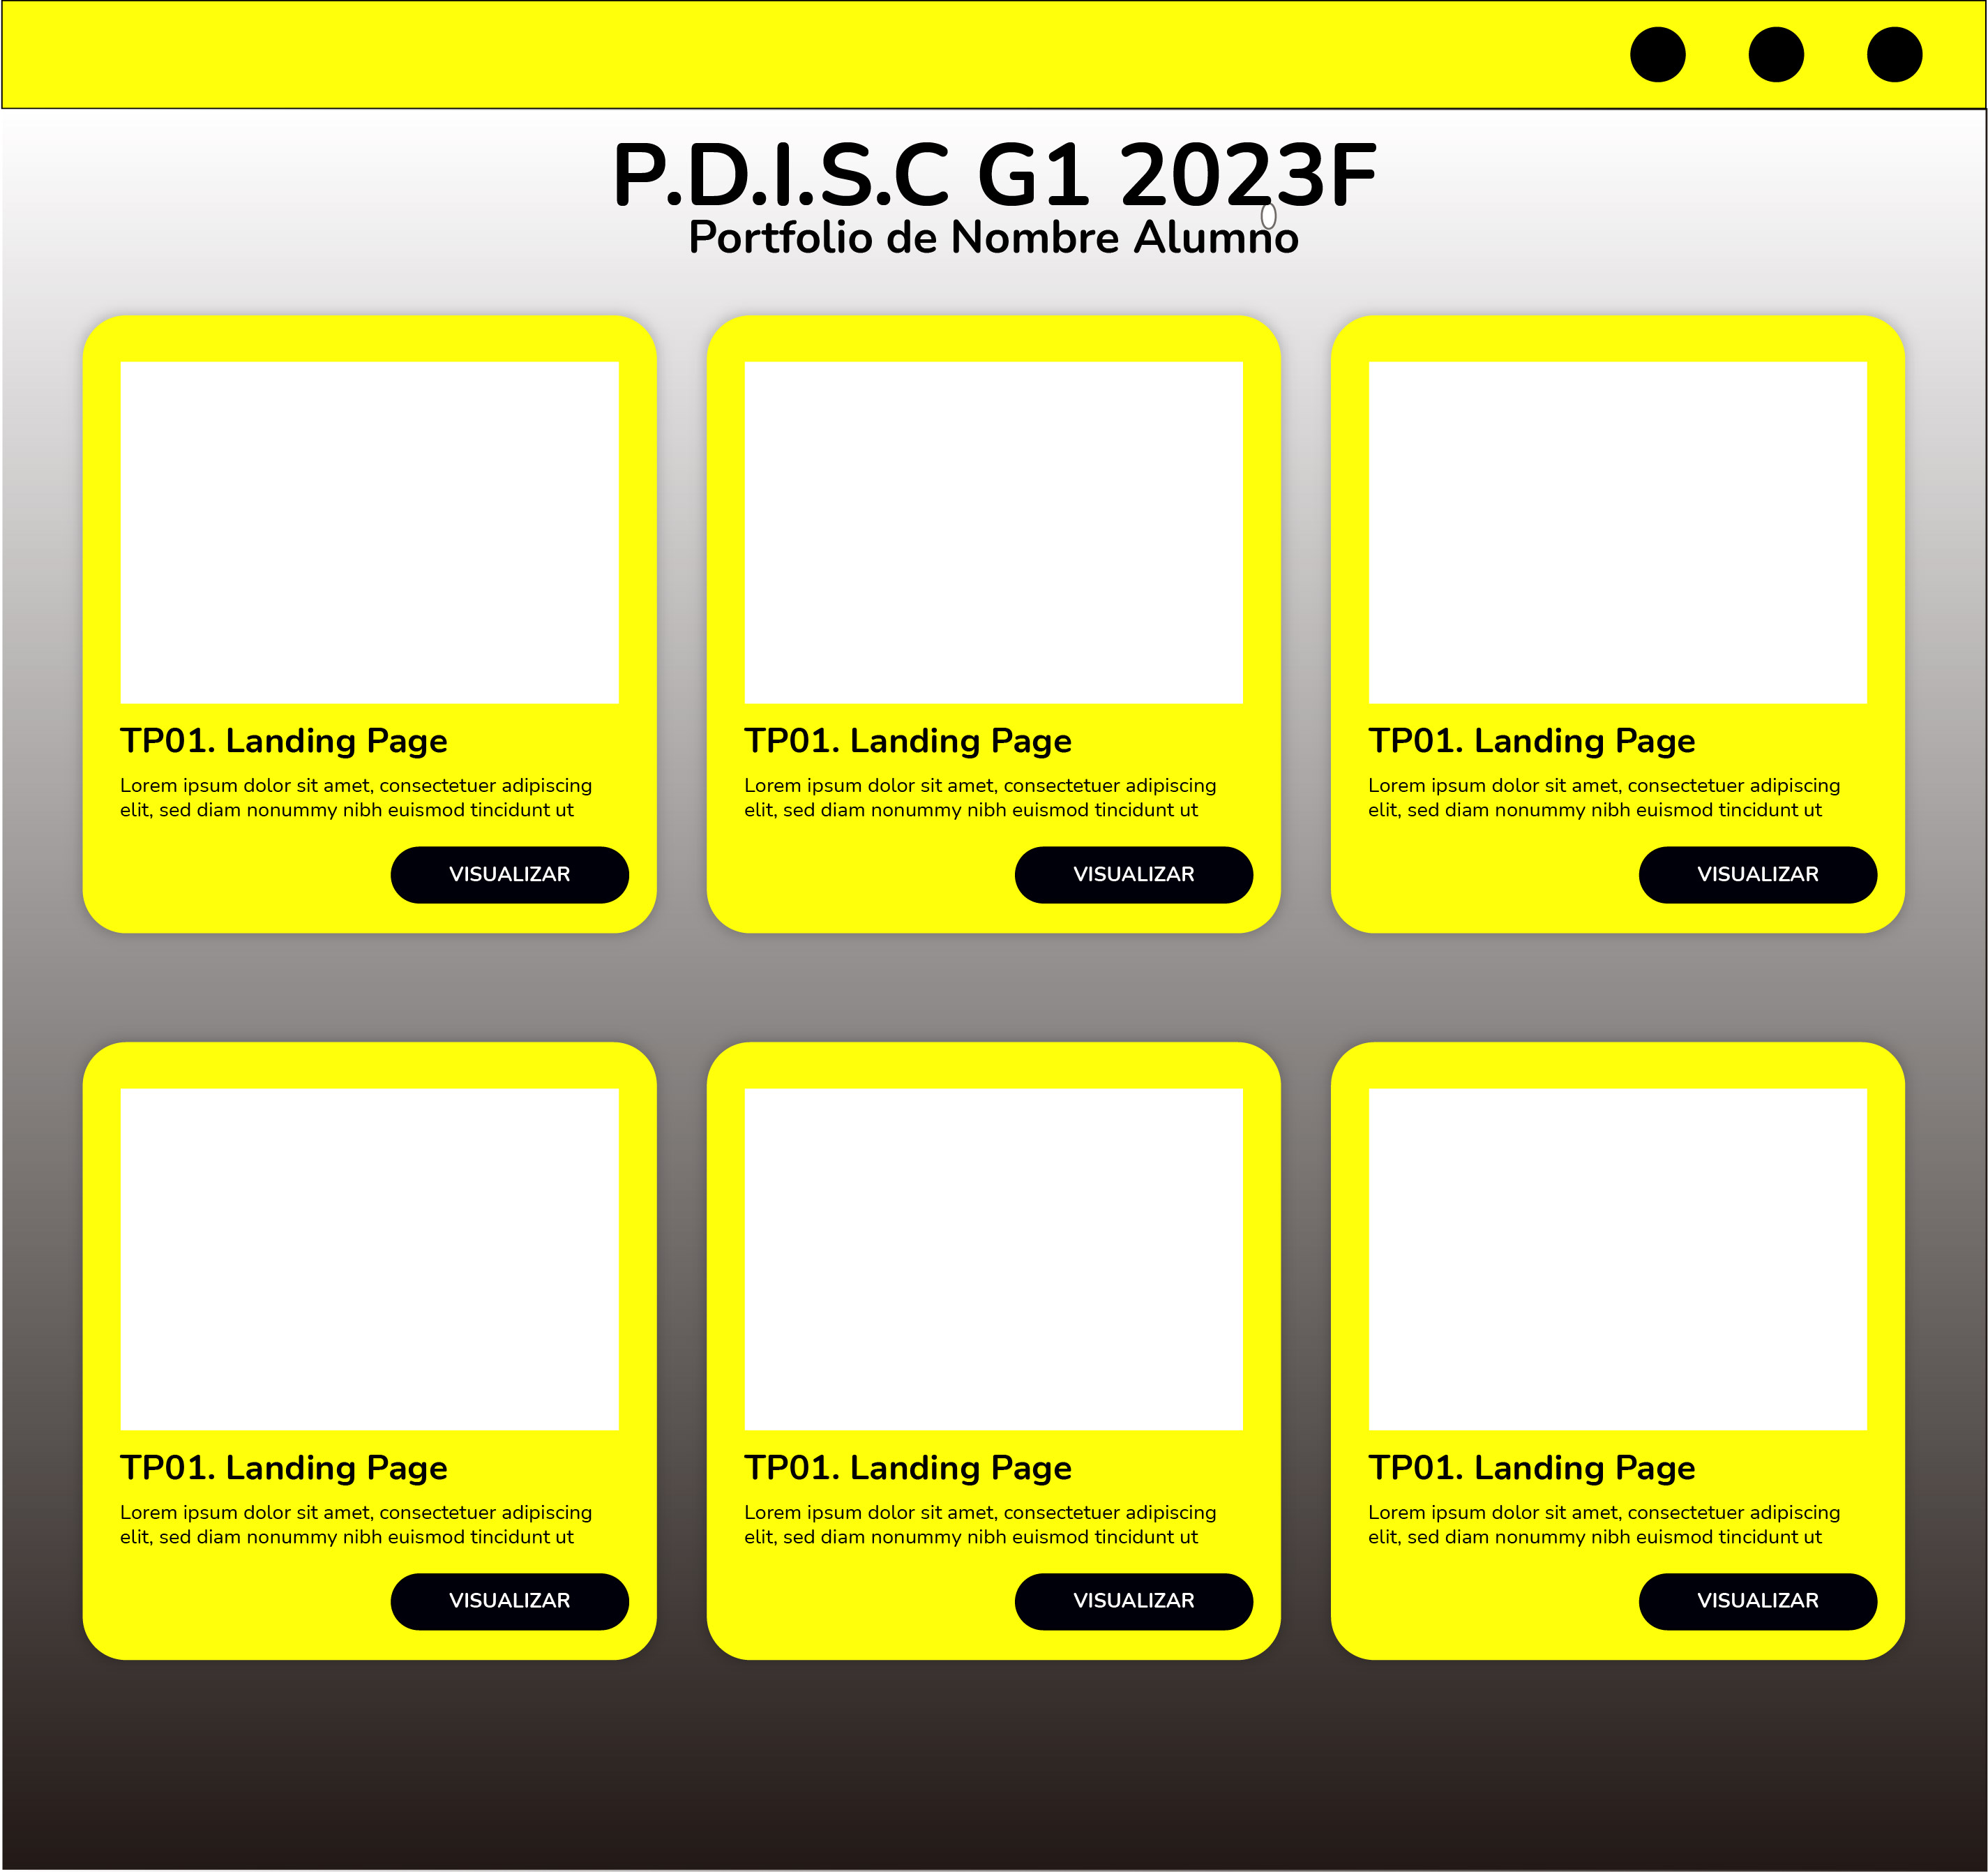 P.D.I.S.C G1 2023F
Portfolio de Nombre Alumno
TP01. Landing Page
Lorem ipsum dolor sit amet, consectetuer adipiscing
elit, sed diam nonummy nibh euismod tincidunt ut
VISUALIZAR
TP01. Landing Page
Lorem ipsum dolor sit amet, consectetuer adipiscing
elit, sed diam nonummy nibh euismod tincidunt ut
VISUALIZAR
TP01. Landing Page
Lorem ipsum dolor sit amet, consectetuer adipiscing
elit, sed diam nonummy nibh euismod tincidunt ut
VISUALIZAR
TP01. Landing Page
Lorem ipsum dolor sit amet, consectetuer adipiscing
elit, sed diam nonummy nibh euismod tincidunt ut
VISUALIZAR
TP01. Landing Page
Lorem ipsum dolor sit amet, consectetuer adipiscing
elit, sed diam nonummy nibh euismod tincidunt ut
VISUALIZAR
TP01. Landing Page
Lorem ipsum dolor sit amet, consectetuer adipiscing
elit, sed diam nonummy nibh euismod tincidunt ut
VISUALIZAR